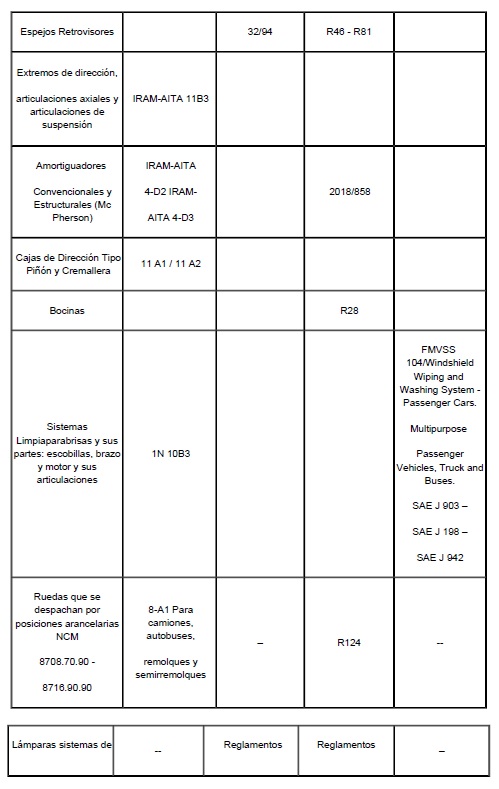 Espejos Retrovisores
32/94
R46 - R81
Extremos de dirección,
articulaciones axiales y
articulaciones de
suspensión
IRAM-AITA 11B3
Amortiguadores
Convencionales y
Estructurales (Mc
Pherson)
IRAM-AITA
4-D2 IRAM-
AITA 4-D3
2018/858
Cajas de Dirección Tipo
Piñón y Cremallera
11 A1 / 11 A2
Bocinas
R28
Sistemas
Limpiaparabrisas y sus
partes: escobillas, brazo
y motor y sus
articulaciones
1N 10B3
FMVSS
104/Windshield
Wiping and
Washing System -
Passenger Cars.
Multipurpose
Passenger
Vehicles, Truck and
Buses.
SAE J 903 –
SAE J 198 –
SAE J 942
Ruedas que se
despachan por
posiciones arancelarias
NCM
8708.70.90 -
8716.90.90
8-A1 Para
camiones,
autobuses,
remolques y
semirremolques
–
R124
--
Lámparas sistemas de
--
Reglamentos
Reglamentos
–